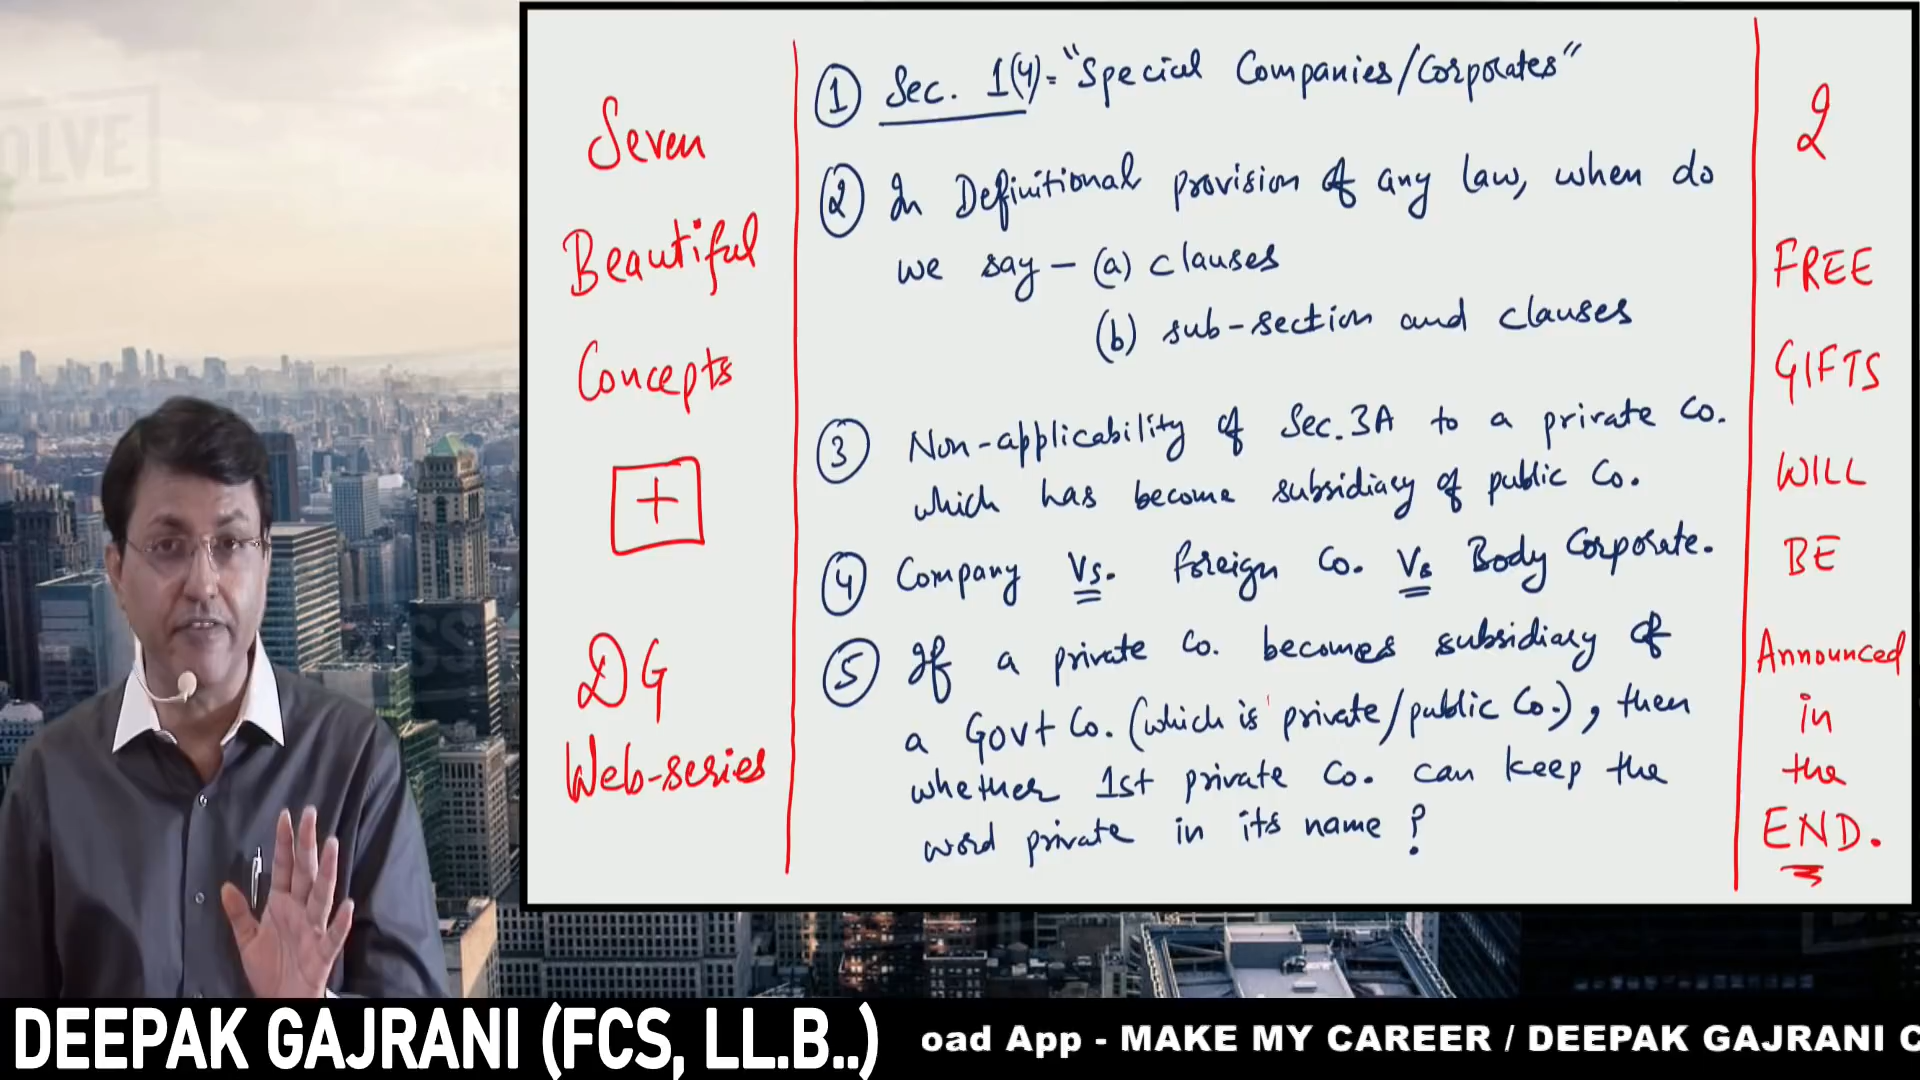 OLVE
Seven
Beautiful
Concepts
+
DG
Web-series
① Sec. 1(4)- "Special Companies/Corporates"
② In Definitional provision of any law, when do
we say - (a) clauses
(b) sub-section and clauses
③ Non-applicability of Sec. 3A to a private Co.
which has become subsidiary of public Co.
④ Company Vs. Foreign Co. Vs Body Corporate.
⑤ If a private Co. becomes subsidiary of
a Govt Co. (which is private/public Co.), then
whether 1st private Co. can keep the
word private in its name?
2
FREE
GIFTS
WILL
BE
Announced
in
the
END.
DEEPAK GAJRANI (FCS, LL.B..)
oad App - MAKE MY CAREER / DEEPAK GAJRANI C